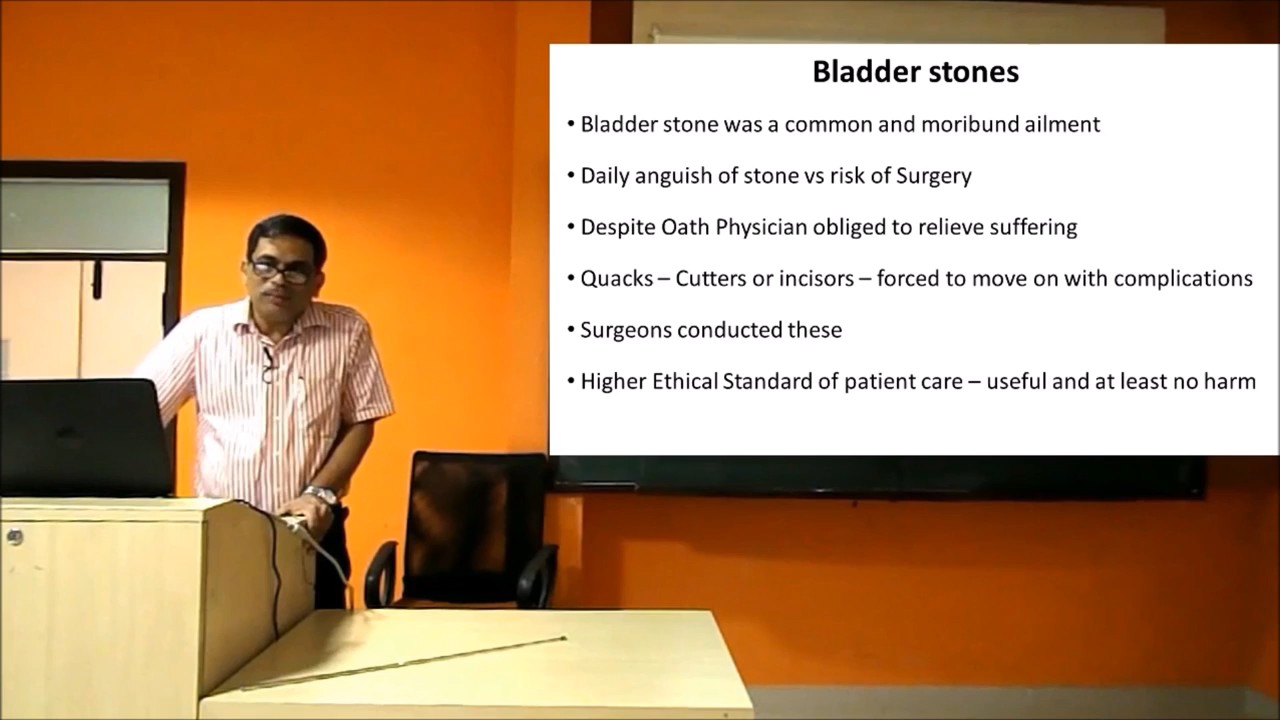 Bladder stones
• Bladder stone was a common and moribund ailment
• Daily anguish of stone vs risk of Surgery
• Despite Oath Physician obliged to relieve suffering
• Quacks – Cutters or incisors – forced to move on with complications
• Surgeons conducted these
• Higher Ethical Standard of patient care – useful and at least no harm